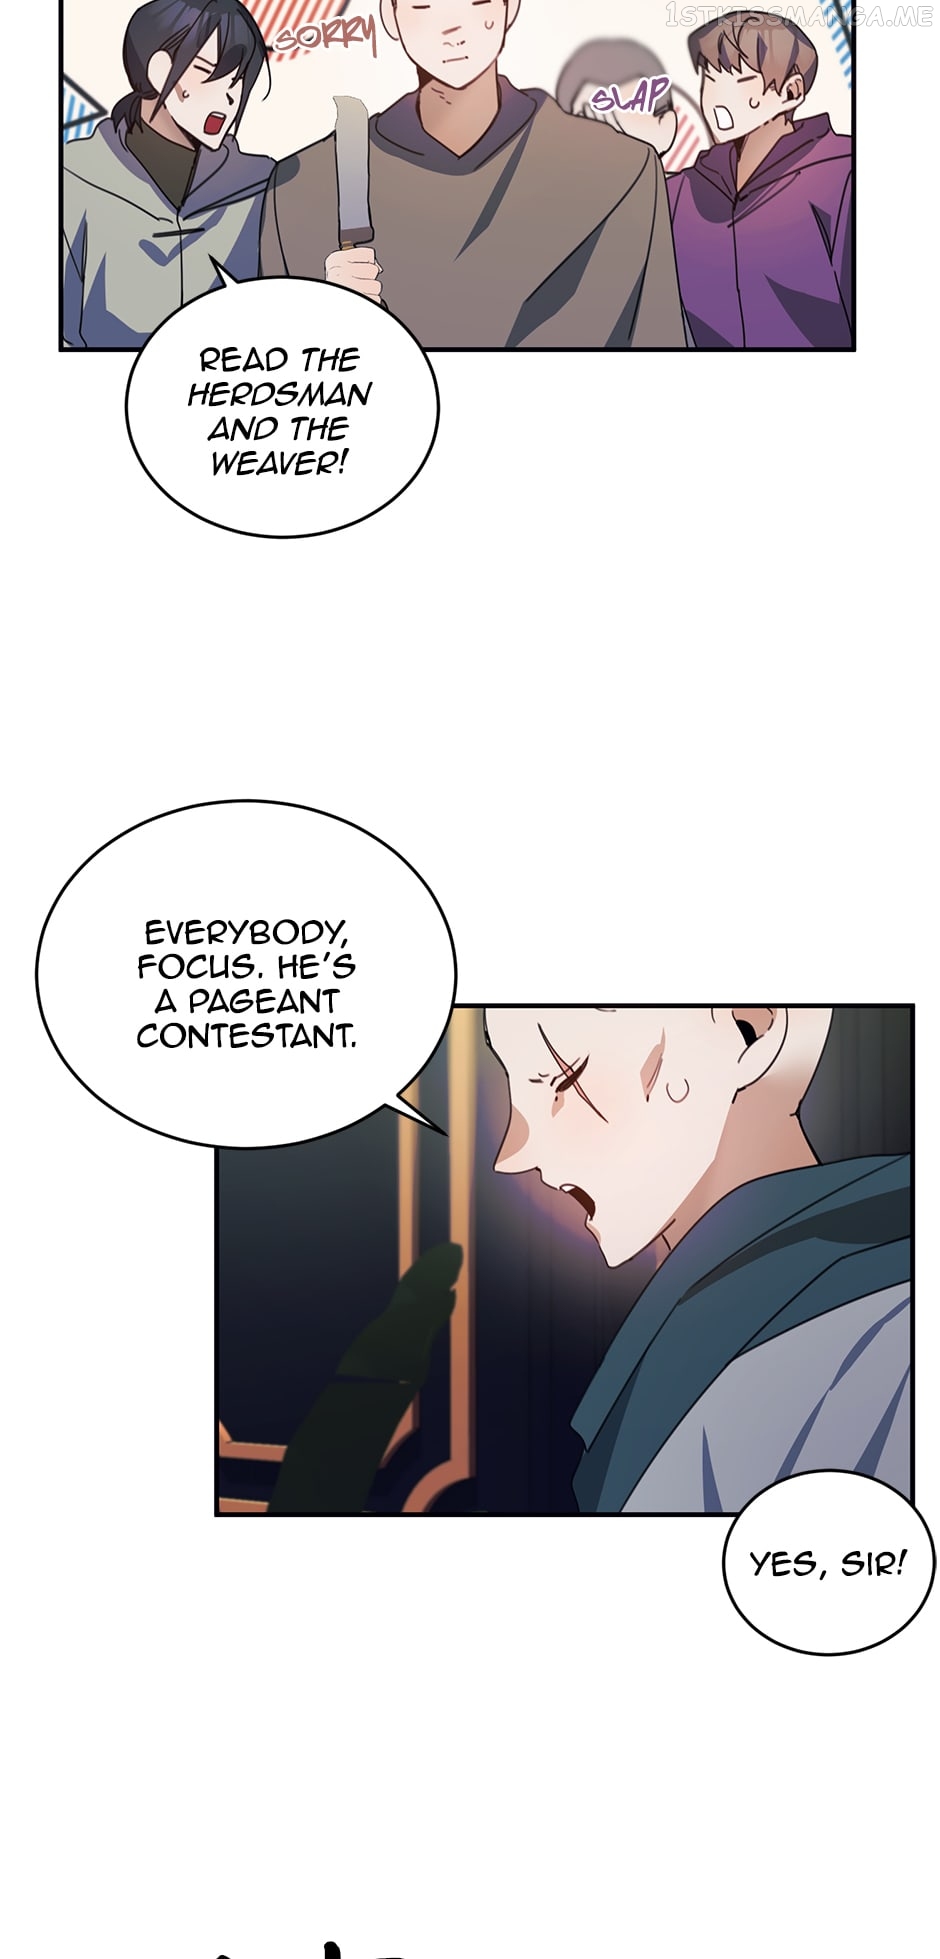 1STKISSMANGA.ME
SORRY
SLAP
READ THE
HERDSMAN
AND THE
WEAVER!
EVERYBODY,
FOCUS. HE'S
A PAGEANT
CONTESTANT.
YES, SIR!